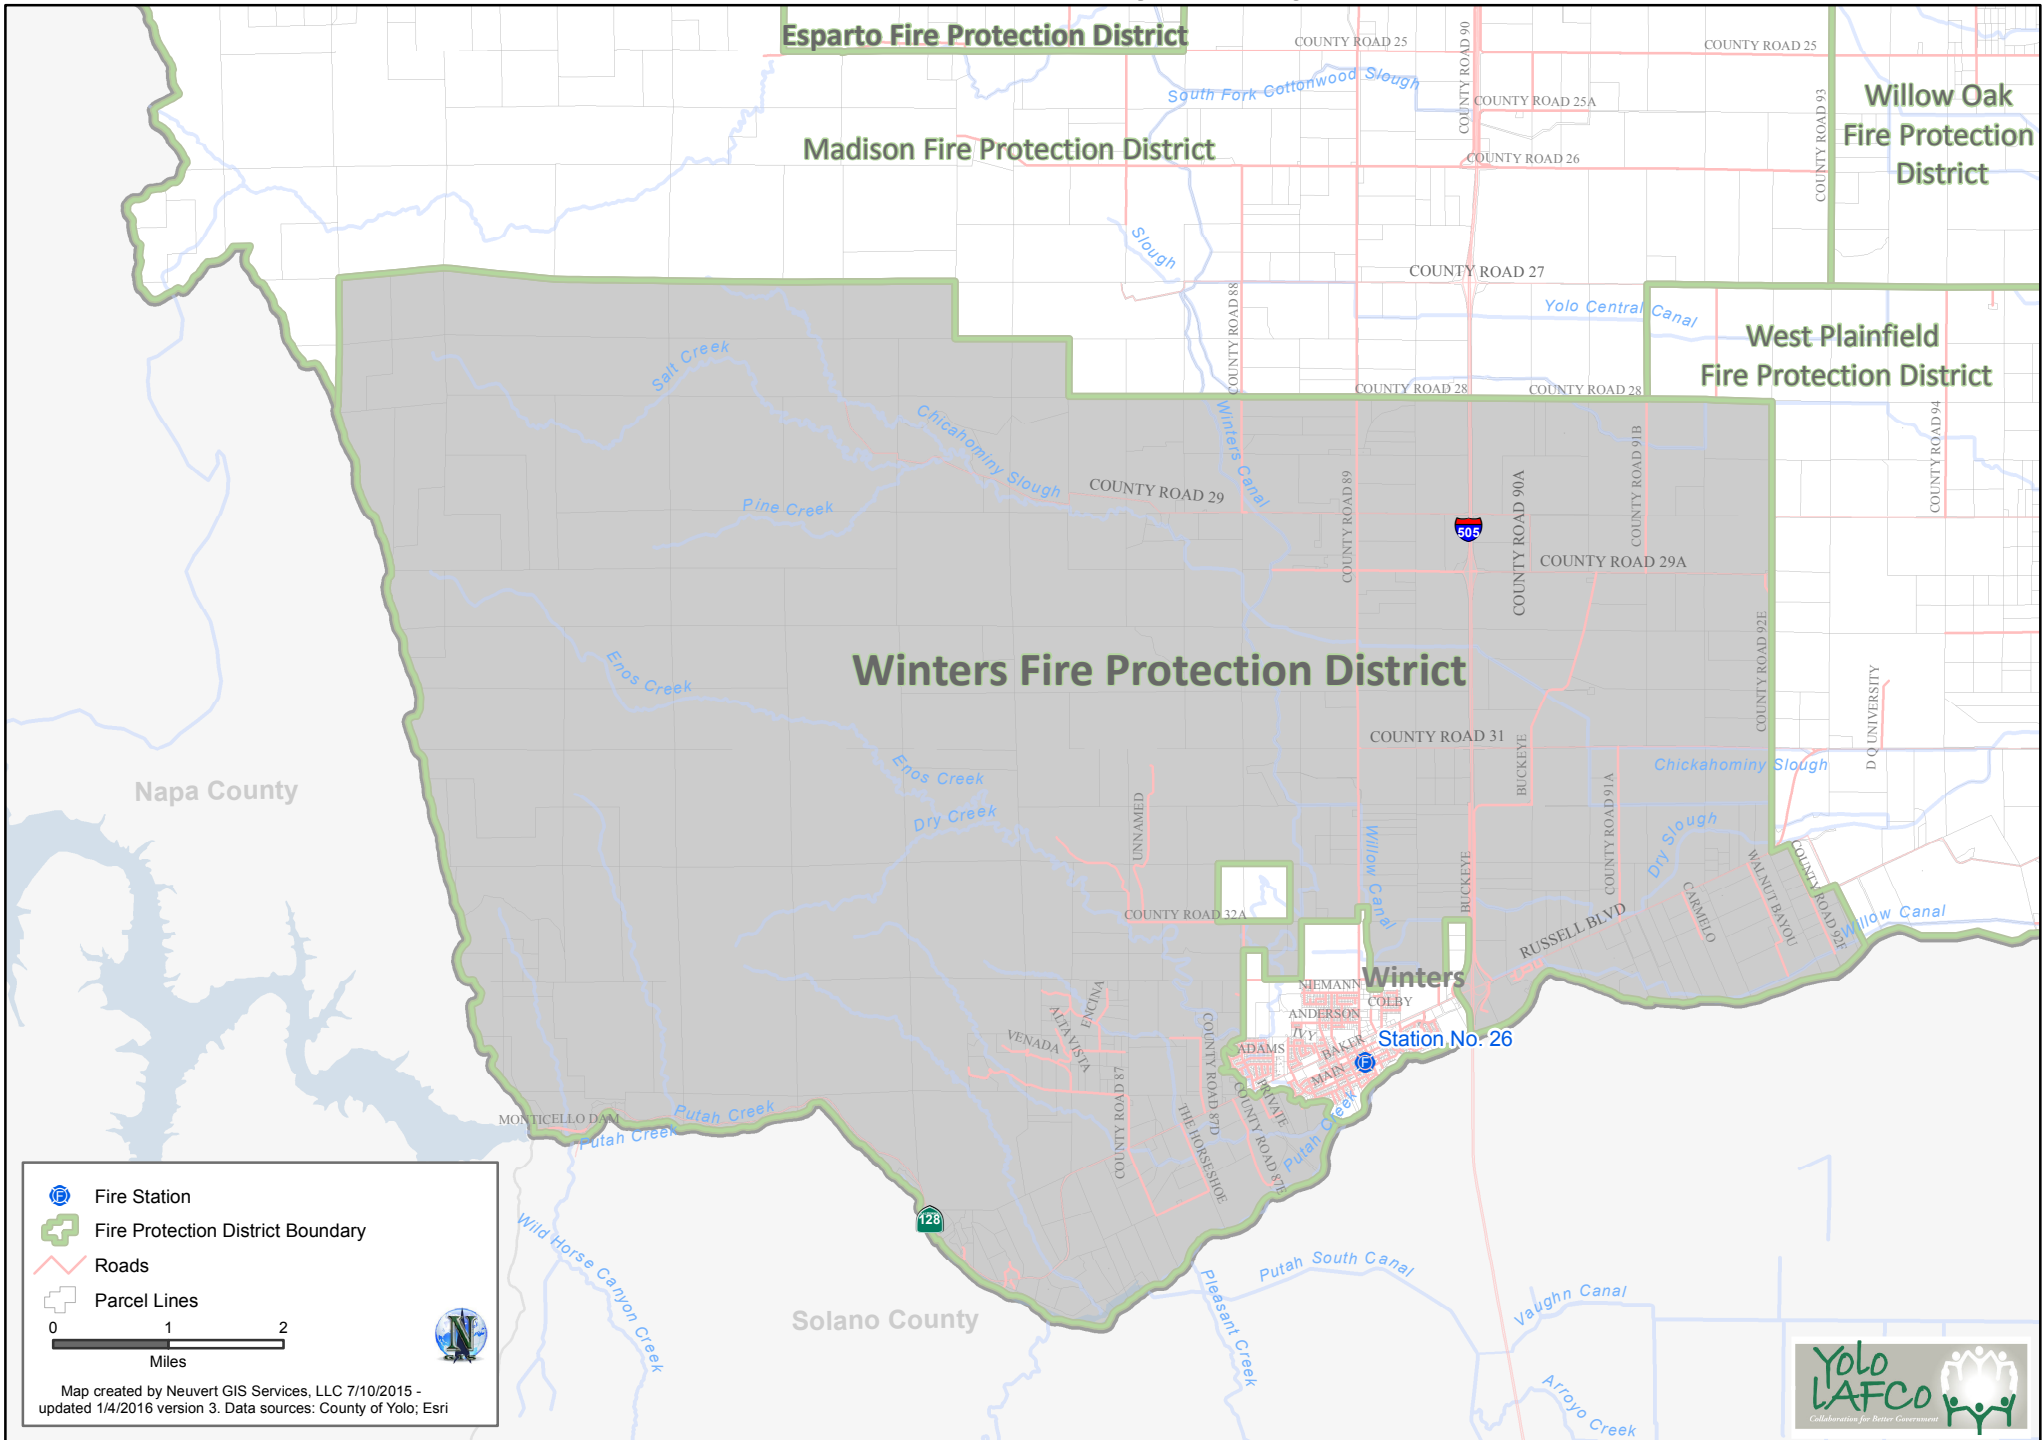 Esparto Fire Protection District
COUNTY ROAD 25
COUNTY ROAD 90
COUNTY ROAD 25
South Fork Cottonwood Slough
COUNTY ROAD 25A
COUNTY ROAD 93
Willow Oak
Fire Protection
District
Madison Fire Protection District
COUNTY ROAD 26
Slough
COUNTY ROAD 27
COUNTY ROAD 88
Yolo Central Canal
West Plainfield
Fire Protection District
Salt Creek
COUNTY ROAD 28
COUNTY ROAD 28
Chicahominy Slough
Winters Canal
COUNTY ROAD 91B
COUNTY ROAD 94
COUNTY ROAD 29
COUNTY ROAD 89
COUNTY ROAD 90A
Pine Creek
505
COUNTY ROAD 29A
Enos Creek
Winters Fire Protection District
COUNTY ROAD 92E
D Q UNIVERSITY
COUNTY ROAD 31
BUCKEYE
Chickahominy Slough
Napa County
Enos Creek
Dry Creek
UNNAMED
COUNTY ROAD 91A
Dry Slough
Willow Canal
BUCKEYE
WALNUT BAYOU
COUNTY ROAD 92F
CARMELO
COUNTY ROAD 32A
RUSSELL BLVD
Willow Canal
Winters
NIEMANN
COLBY
ENCINA
ALTA VISTA
VENADA
ANDERSON
IVY
BAKER
Station No. 26
ADAMS
MAIN
PRIVATE
COUNTY ROAD 87D
COUNTY ROAD 87
COUNTY ROAD 87E
THE HORSESHOE
Putah Creek
MONTICELLO DAM
Putah Creek
Putah Creek
128
Wild Horse Canyon Creek
Pleasant Creek
Putah South Canal
Vaughn Canal
Arroyo Creek
Solano County
Fire Station
Fire Protection District Boundary
Roads
Parcel Lines
0 1 2
Miles
N
Map created by Neuvert GIS Services, LLC 7/10/2015 -
updated 1/4/2016 version 3. Data sources: County of Yolo; Esri
YOLO
LAFCO
Collaboration for Better Government